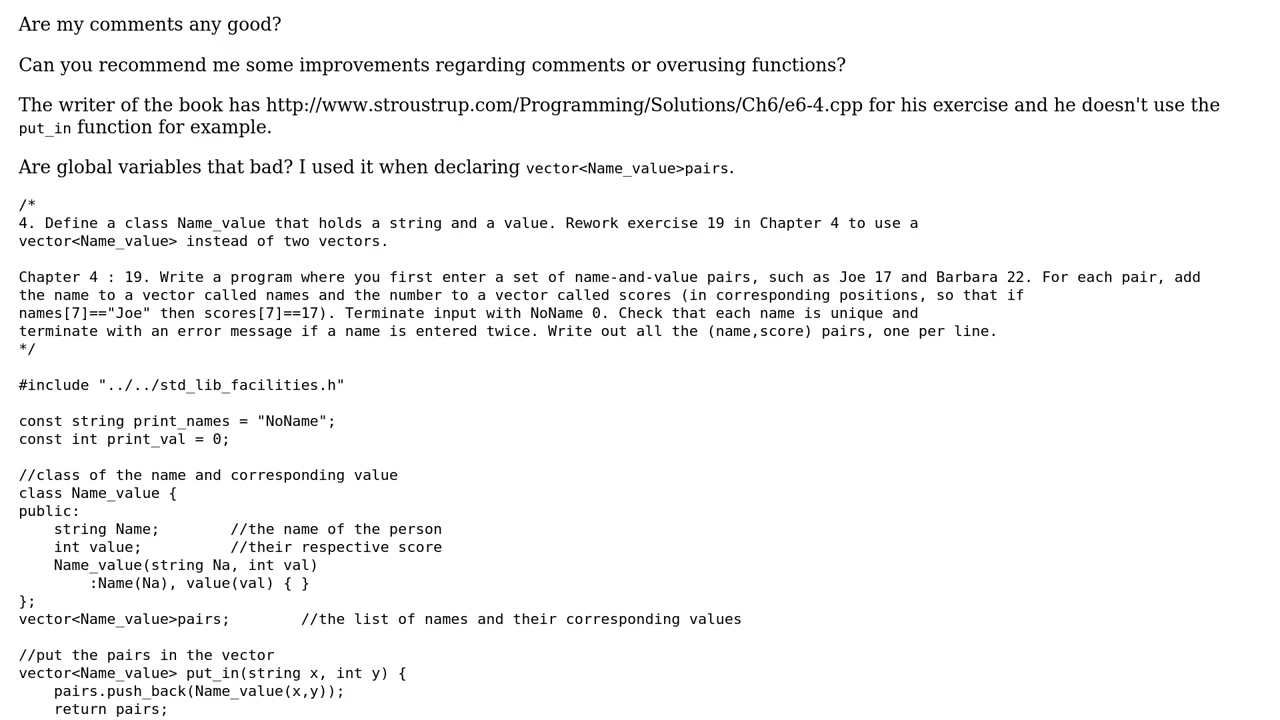 Are my comments any good?
Can you recommend me some improvements regarding comments or overusing functions?
The writer of the book has http://www.stroustrup.com/Programming/Solutions/Ch6/e6-4.cpp for his exercise and he doesn't use the
put_in function for example.
Are global variables that bad? I used it when declaring vector<Name_value>pairs.
/*
4. Define a class Name_value that holds a string and a value. Rework exercise 19 in Chapter 4 to use a
vector<Name_value> instead of two vectors.
Chapter 4 : 19. Write a program where you first enter a set of name-and-value pairs, such as Joe 17 and Barbara 22. For each pair, add
the name to a vector called names and the number to a vector called scores (in corresponding positions, so that if
names[7]=="Joe" then scores[7]==17). Terminate input with NoName 0. Check that each name is unique and
terminate with an error message if a name is entered twice. Write out all the (name,score) pairs, one per line.
*/
#include "../../std_lib_facilities.h"
const string print_names = "NoName";
const int print_val = 0;
//class of the name and corresponding value
class Name_value {
public:
    string Name;        //the name of the person
    int value;          //their respective score
    Name_value(string Na, int val)
        :Name(Na), value(val) { }
};
vector<Name_value>pairs;        //the list of names and their corresponding values
//put the pairs in the vector
vector<Name_value> put_in(string x, int y) {
    pairs.push_back(Name_value(x,y));
    return pairs;